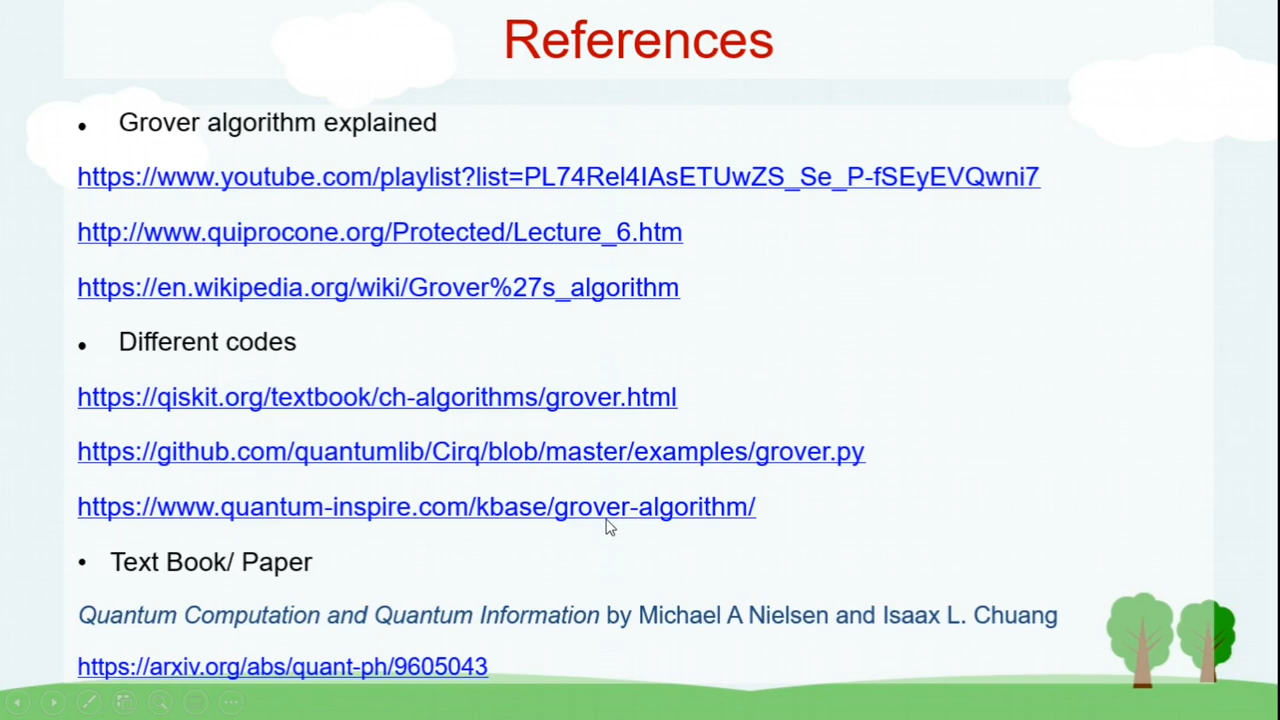 References
• Grover algorithm explained
https://www.youtube.com/playlist?list=PL74Rel4IAsETUwZS_Se_P-fSEyEVQwni7
http://www.quiprocone.org/Protected/Lecture_6.htm
https://en.wikipedia.org/wiki/Grover%27s_algorithm
• Different codes
https://qiskit.org/textbook/ch-algorithms/grover.html
https://github.com/quantumlib/Cirq/blob/master/examples/grover.py
https://www.quantum-inspire.com/kbase/grover-algorithm/
• Text Book/ Paper
Quantum Computation and Quantum Information by Michael A Nielsen and Isaax L. Chuang
https://arxiv.org/abs/quant-ph/9605043